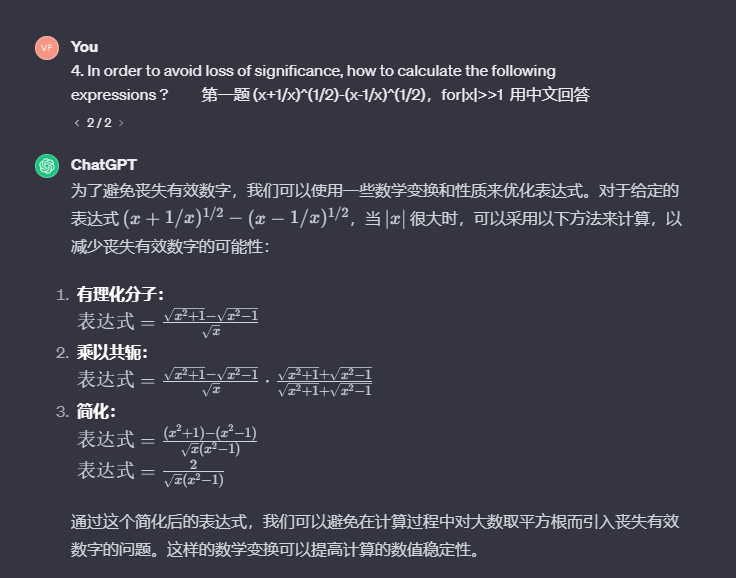 VF
You
4. In order to avoid loss of significance, how to calculate the following
expressions ? 第一题 (x+1/x)^(1/2)-(x-1/x)^(1/2)，for|x|>>1 用中文回答
< 2 / 2 >
ChatGPT
为了避免丧失有效数字，我们可以使用一些数学变换和性质来优化表达式。对于给定的
表达式 (x + 1/x)^{1/2} − (x − 1/x)^{1/2}，当 |x| 很大时，可以采用以下方法来计算，以
减少丧失有效数字的可能性：
1. 有理化分子：
表达式 = \frac{\sqrt{x^2+1}-\sqrt{x^2-1}}{\sqrt{x}}
2. 乘以共轭：
表达式 = \frac{\sqrt{x^2+1}-\sqrt{x^2-1}}{\sqrt{x}} · \frac{\sqrt{x^2+1}+\sqrt{x^2-1}}{\sqrt{x^2+1}+\sqrt{x^2-1}}
3. 简化：
表达式 = \frac{(x^2+1)-(x^2-1)}{\sqrt{x}(x^2-1)}
表达式 = \frac{2}{\sqrt{x}(x^2-1)}
通过这个简化后的表达式，我们可以避免在计算过程中对大数取平方根而引入丧失有效
数字的问题。这样的数学变换可以提高计算的数值稳定性。